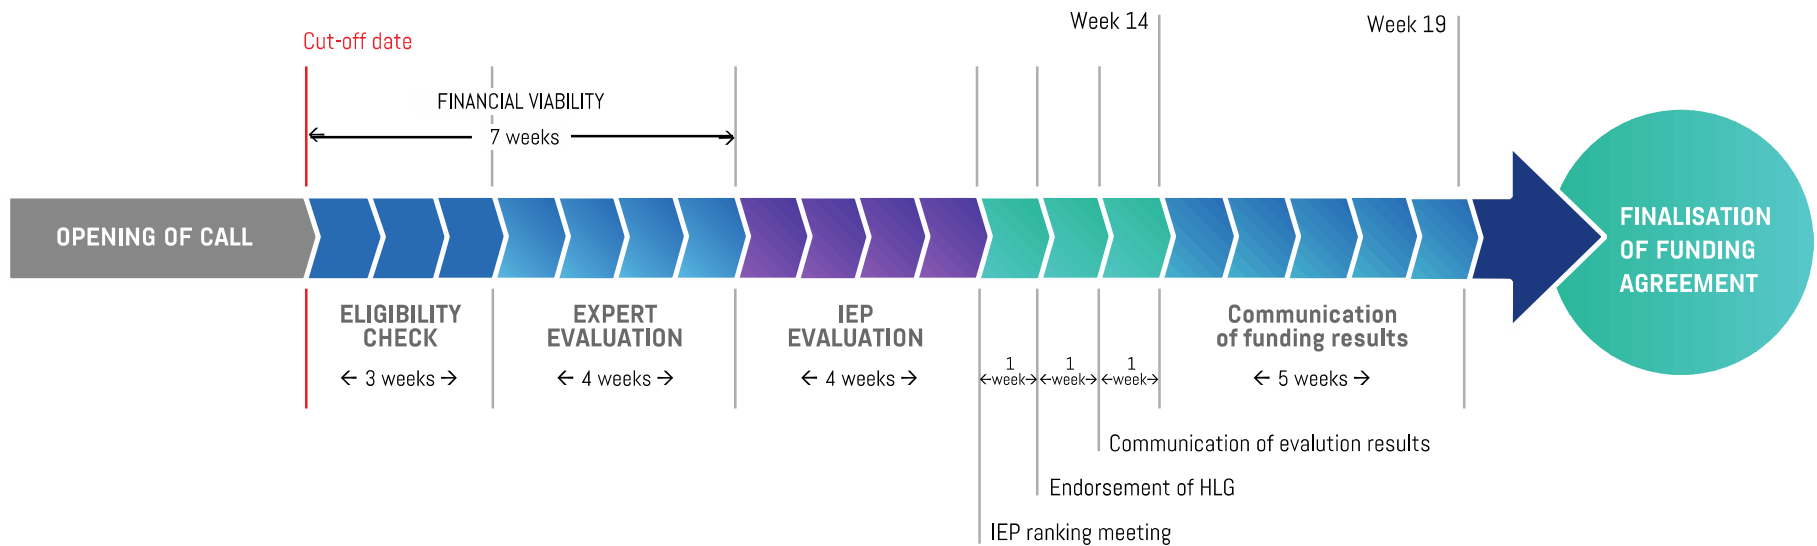 Week 14
Week 19
Cut-off date
FINANCIAL VIABILITY
7 weeks
OPENING OF CALL
FINALISATION
OF FUNDING
AGREEMENT
ELIGIBILITY
CHECK
← 3 weeks →
EXPERT
EVALUATION
← 4 weeks →
IEP
EVALUATION
← 4 weeks →
1
←week→
1
←week→
1
←week→
Communication
of funding results
← 5 weeks →
Communication of evalution results
Endorsement of HLG
IEP ranking meeting